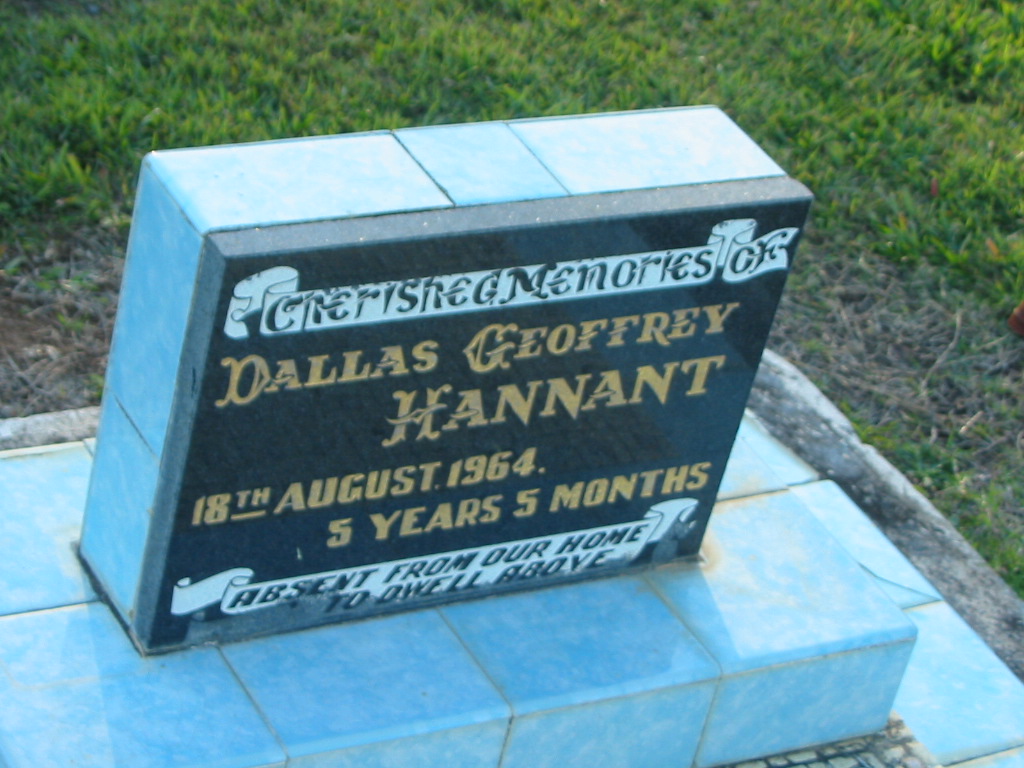 Cherished Memories Of
Dallas Geoffrey
Hannant
18TH AUGUST. 1964.
5 YEARS 5 MONTHS
ABSENT FROM OUR HOME
TO DWELL ABOVE